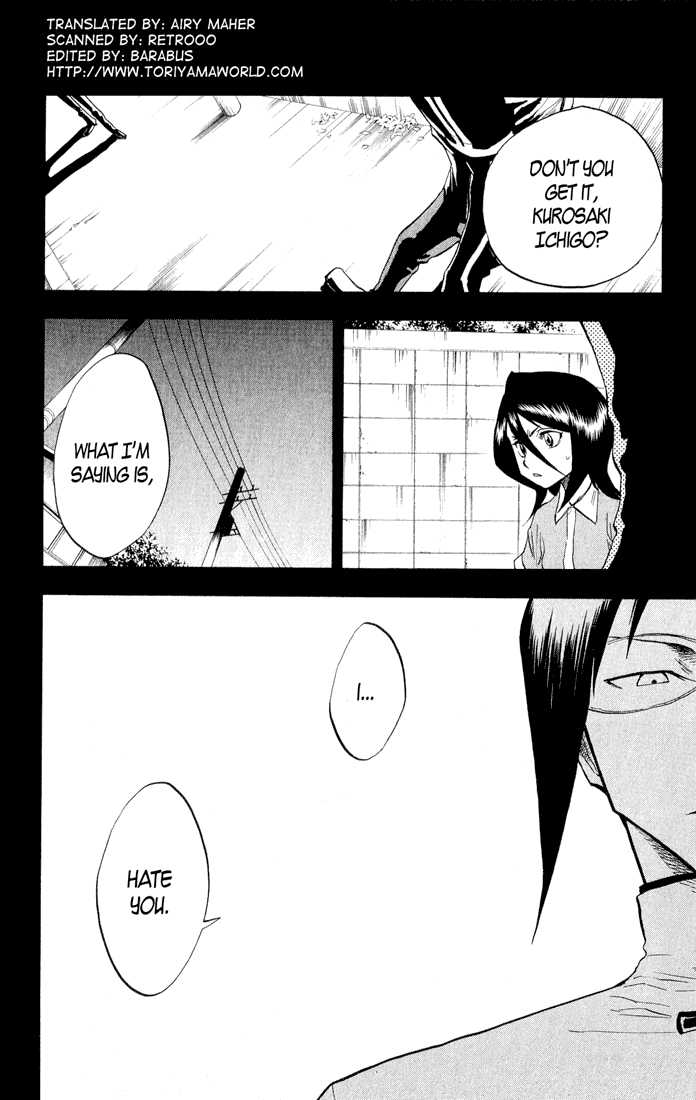 TRANSLATED BY: AIRY MAHER
SCANNED BY: RETROOO
EDITED BY: BARABUS
HTTP://WWW.TORIYAMAWORLD.COM
DON'T YOU
GET IT,
KUROSAKI
ICHIGO?
WHAT I'M
SAYING IS,
I...
HATE
YOU.